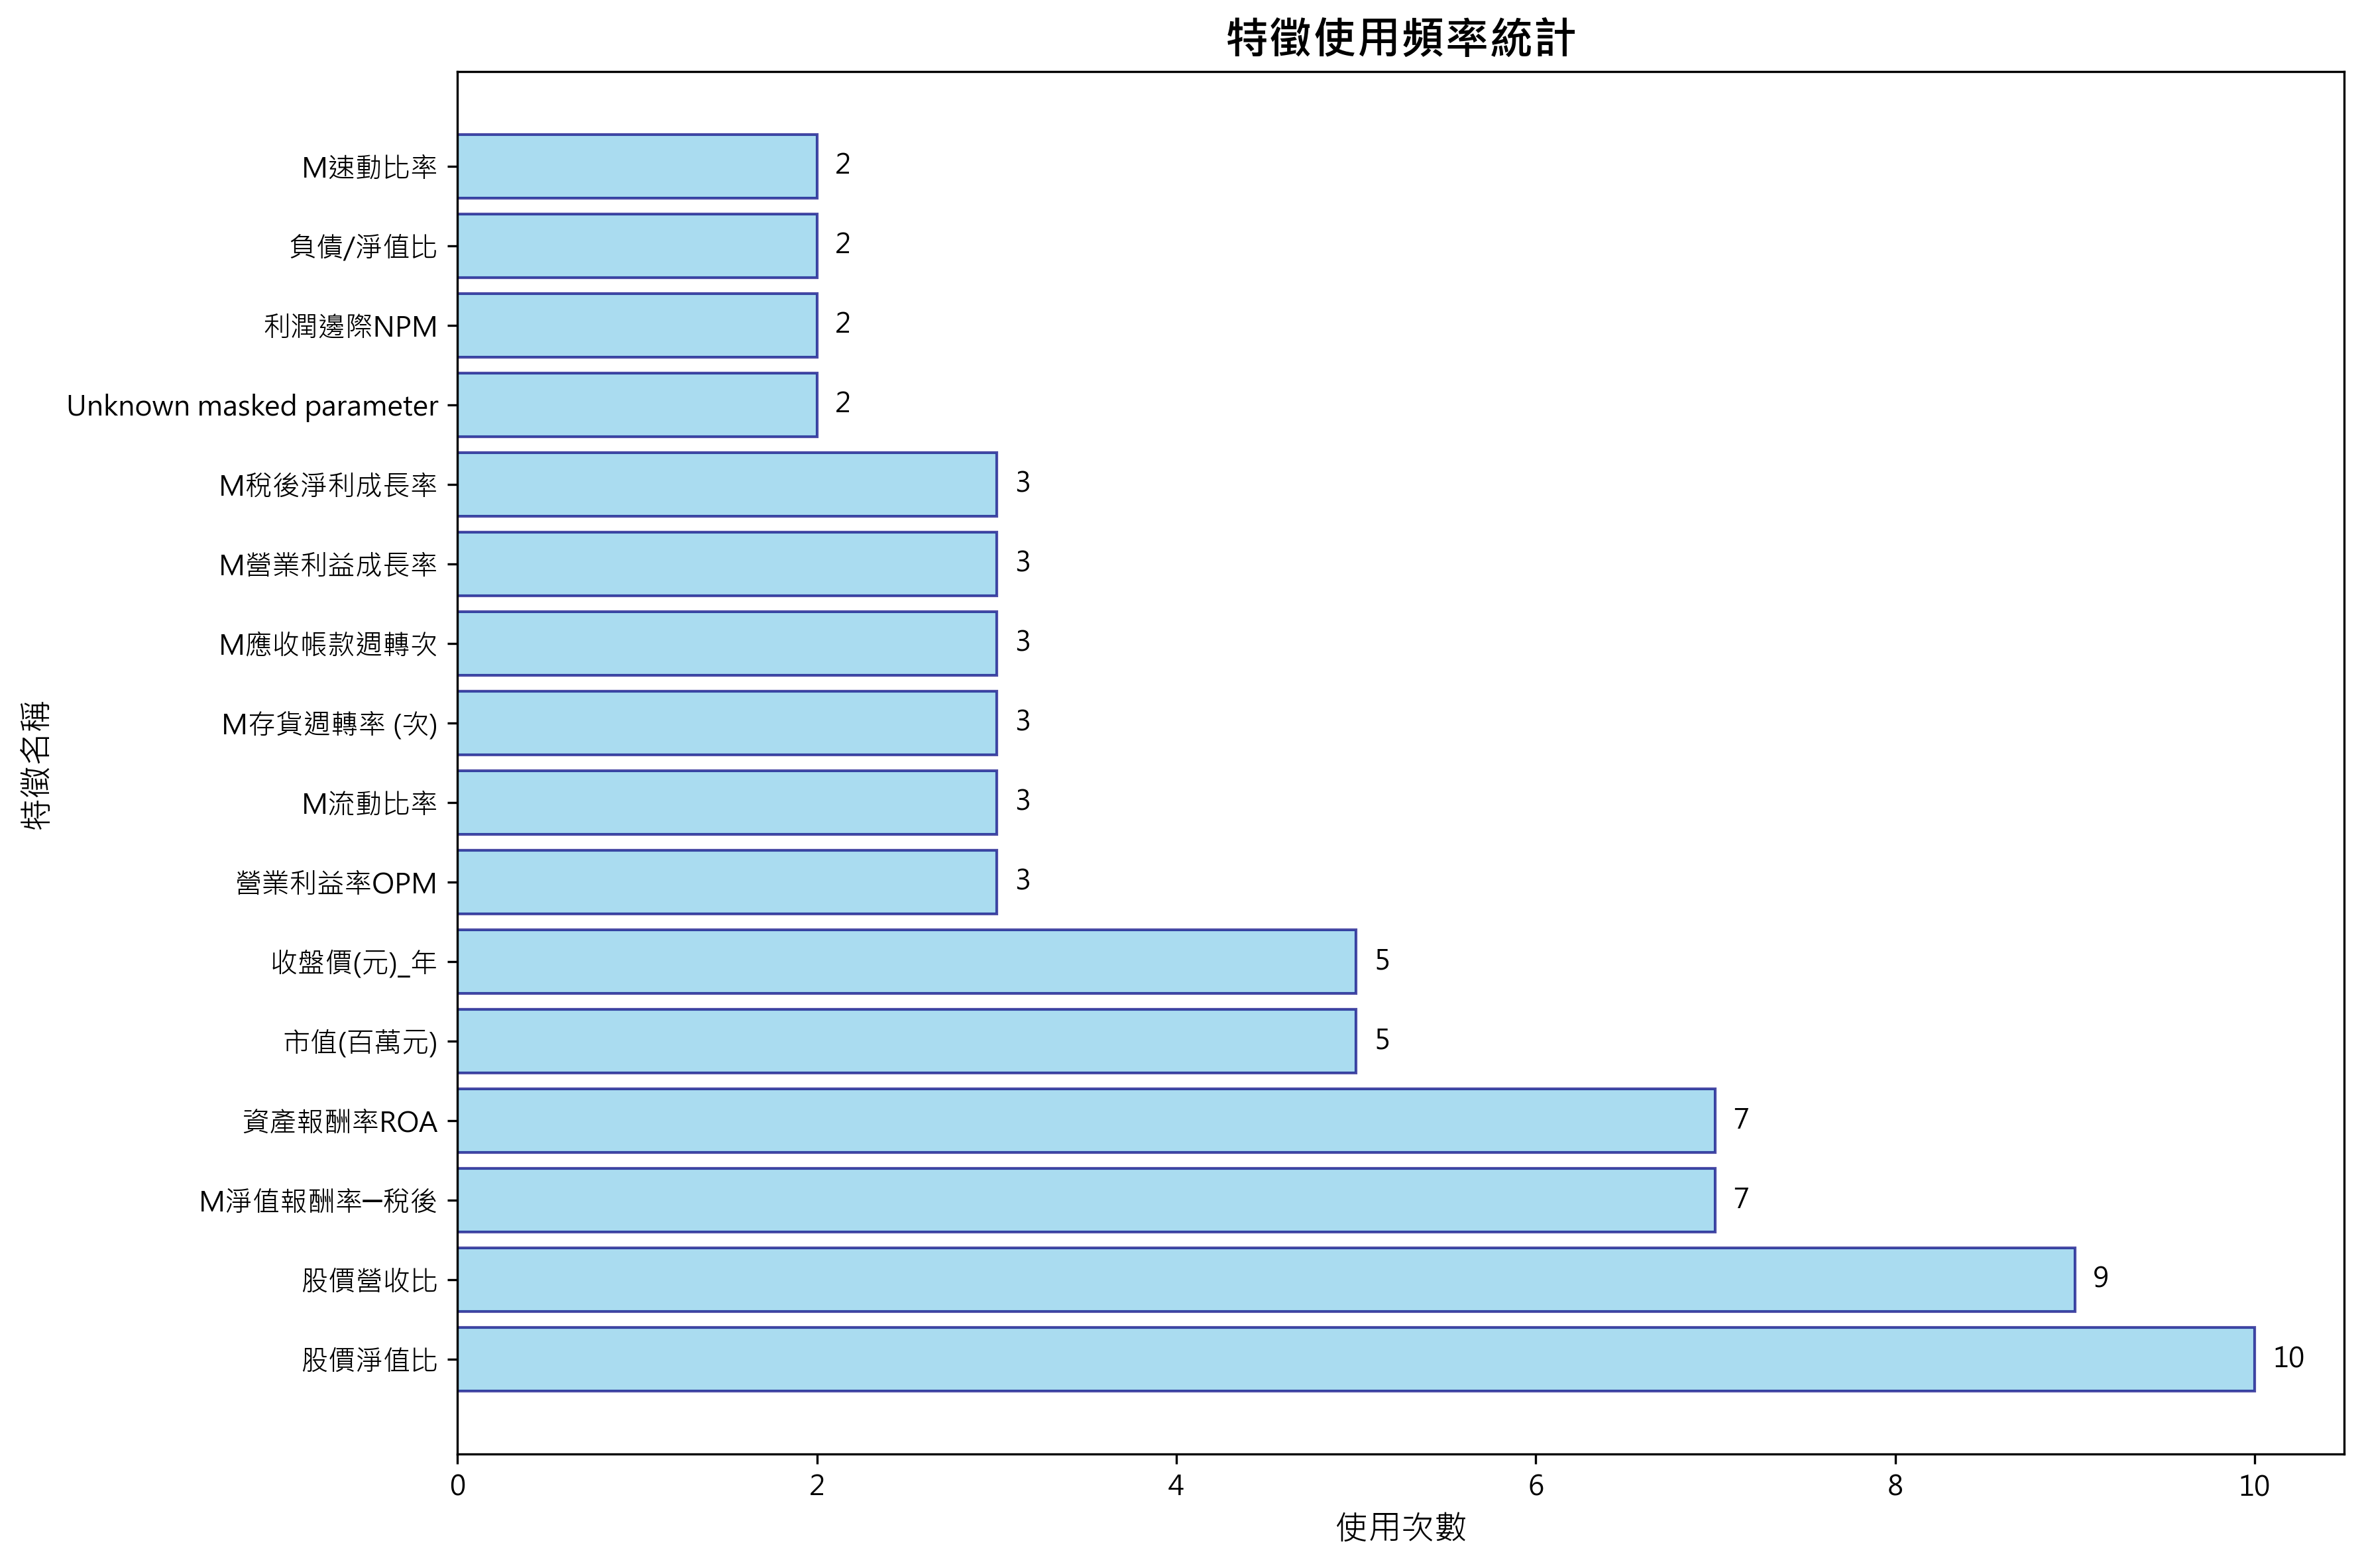 特徵使用頻率統計
特徵名稱
M速動比率 2
負債/淨值比 2
利潤邊際NPM 2
Unknown masked parameter 2
M稅後淨利成長率 3
M營業利益成長率 3
M應收帳款週轉次 3
M存貨週轉率 (次) 3
M流動比率 3
營業利益率OPM 3
收盤價(元)_年 5
市值(百萬元) 5
資產報酬率ROA 7
M淨值報酬率─稅後 7
股價營收比 9
股價淨值比 10
0 2 4 6 8 10
使用次數